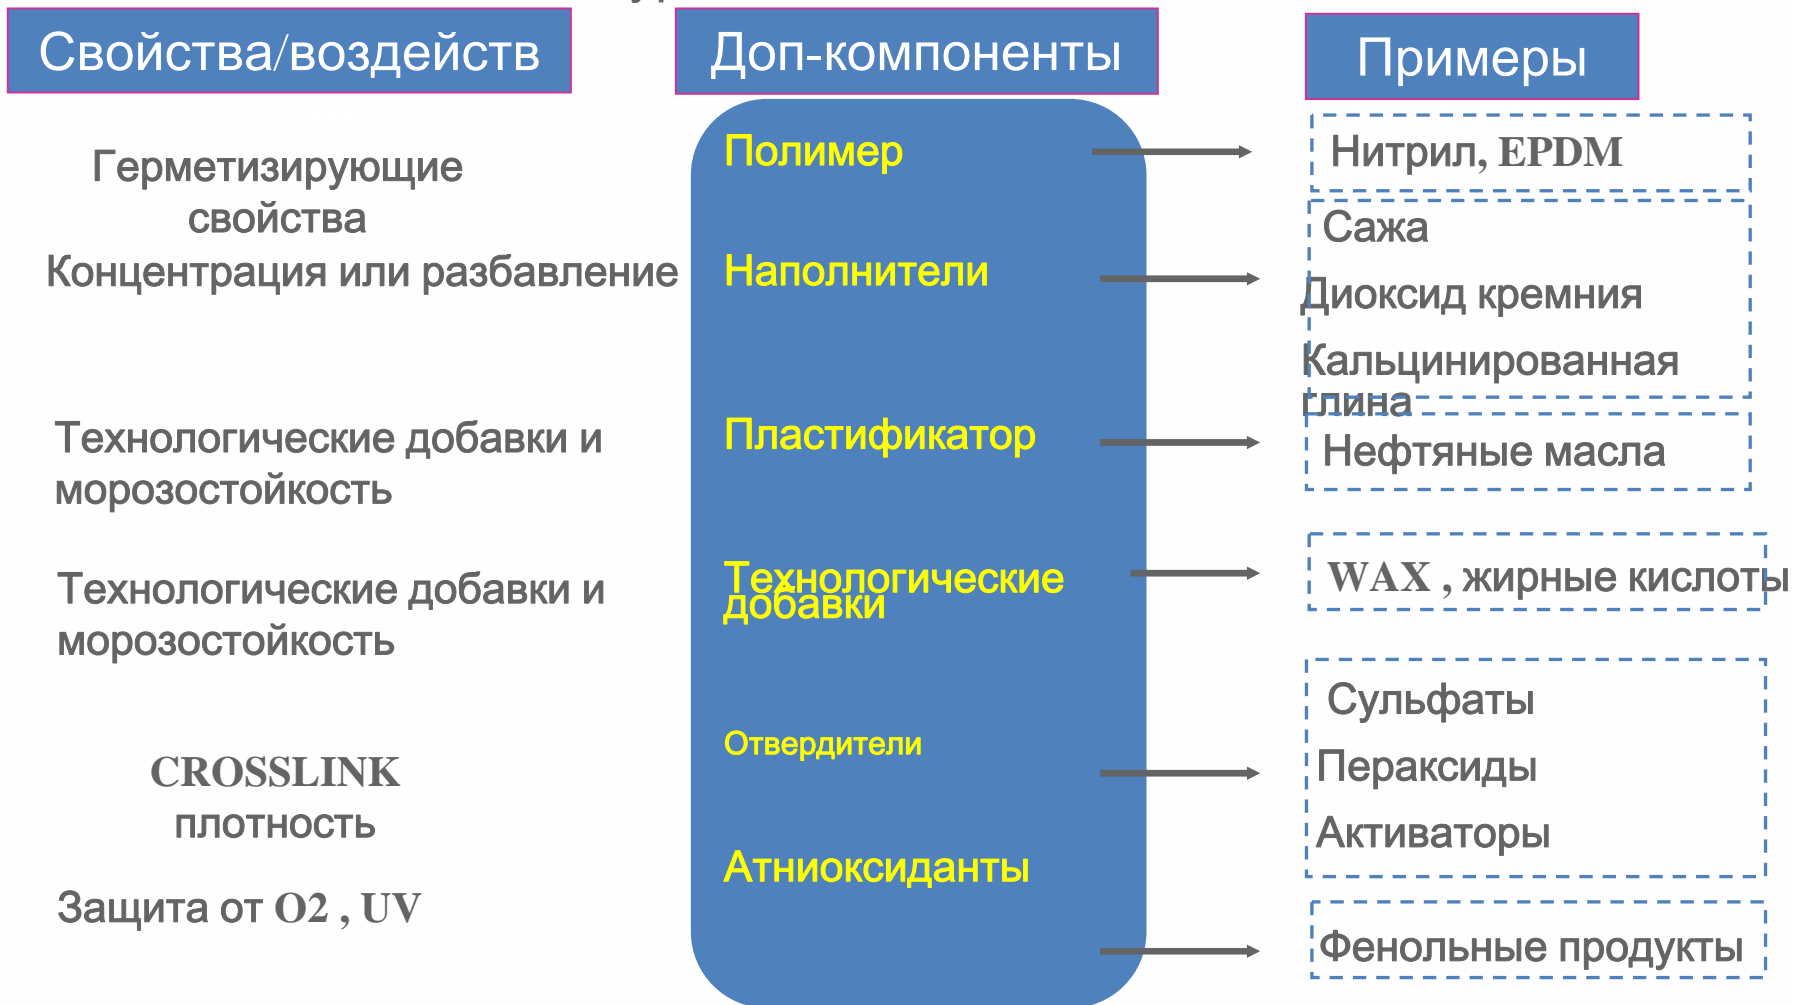 Свойства/воздейств
Доп-компоненты
Примеры
Герметизирующие
свойства
Полимер
Нитрил, EPDM
Концентрация или разбавление
Наполнители
Сажа
Диоксид кремния
Кальцинированная
глина
Технологические добавки и
морозостойкость
Пластификатор
Нефтяные масла
Технологические добавки и
морозостойкость
Технологические
добавки
WAX , жирные кислоты
CROSSLINK
плотность
Отвердители
Сульфаты
Пераксиды
Активаторы
Защита от O2 , UV
Атниоксиданты
Фенольные продукты